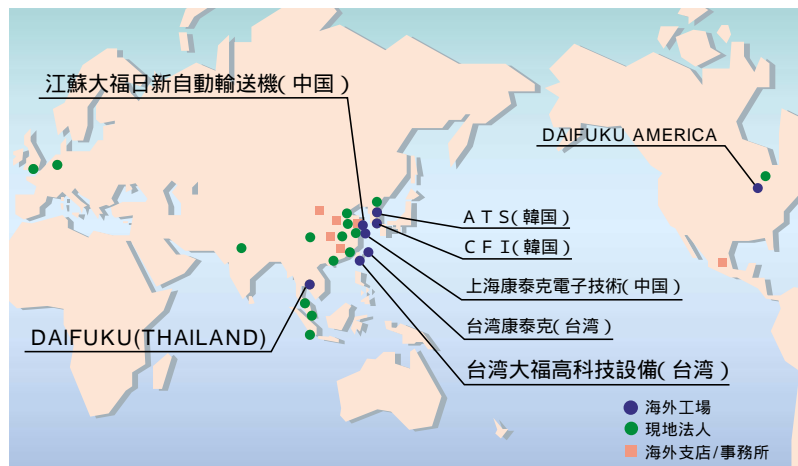 江蘇大福日新自動輸送機(中国)
DAIFUKU AMERICA
ATS(韓国)
CFI(韓国)
上海康泰克電子技術(中国)
台湾康泰克(台湾)
DAIFUKU(THAILAND)
台湾大福高科技設備(台湾)
海外工場
現地法人
海外支店/事務所